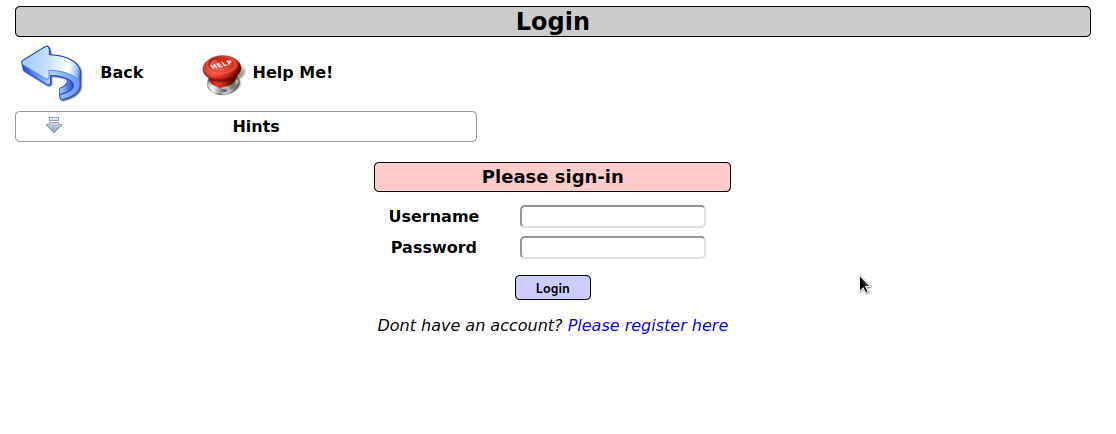 Login
Back
HELP
Help Me!
Hints
Please sign-in
Username
Password
Login
Dont have an account? Please register here